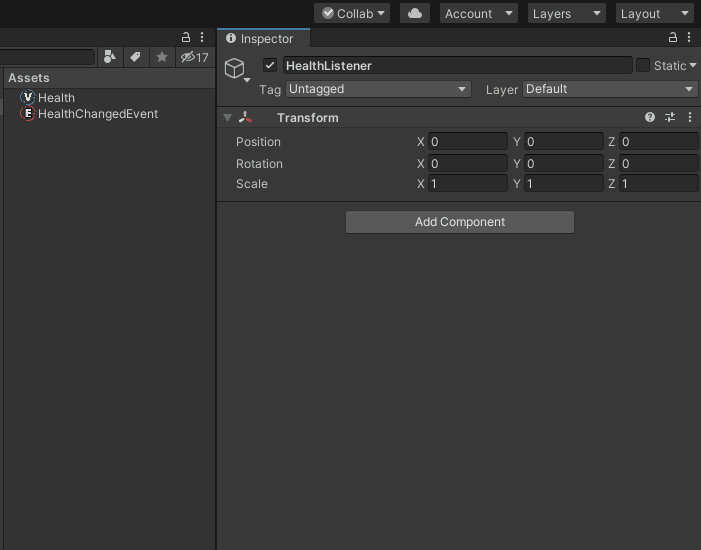 Collab Account Layers Layout
Inspector
17
HealthListener Static
Assets
Tag Untagged Layer Default
V Health
E HealthChangedEvent
Transform
Position X 0 Y 0 Z 0
Rotation X 0 Y 0 Z 0
Scale X 1 Y 1 Z 1
Add Component